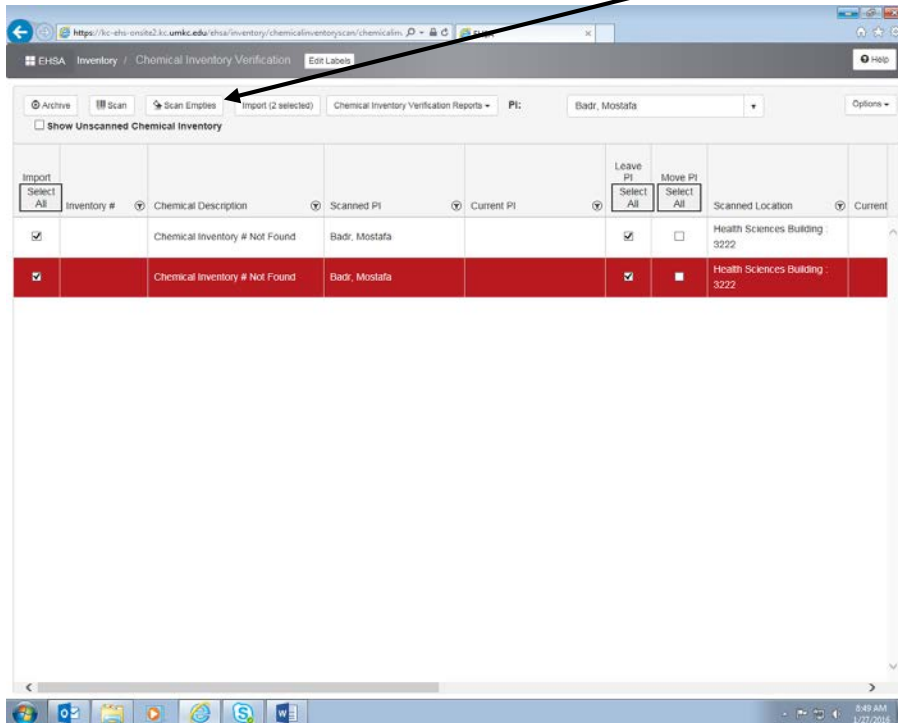 https://kc-ehs-onsite2.kc.umkc.edu/ehsa/inventory/chemicalinventoryscan/chemicalim
EHSA Inventory / Chemical Inventory Verification Edit Labels Help
Archive Scan Scan Empties Import (2 selected) Chemical Inventory Verification Reports PI: Badr, Mostafa Options
Show Unscanned Chemical Inventory
Import Select All Inventory # Chemical Description Scanned PI Current PI Leave PI Select All Move PI Select All Scanned Location Current
Chemical Inventory # Not Found Badr, Mostafa Health Sciences Building : 3222
Chemical Inventory # Not Found Badr, Mostafa Health Sciences Building : 3222
8:49 AM
1/27/2016